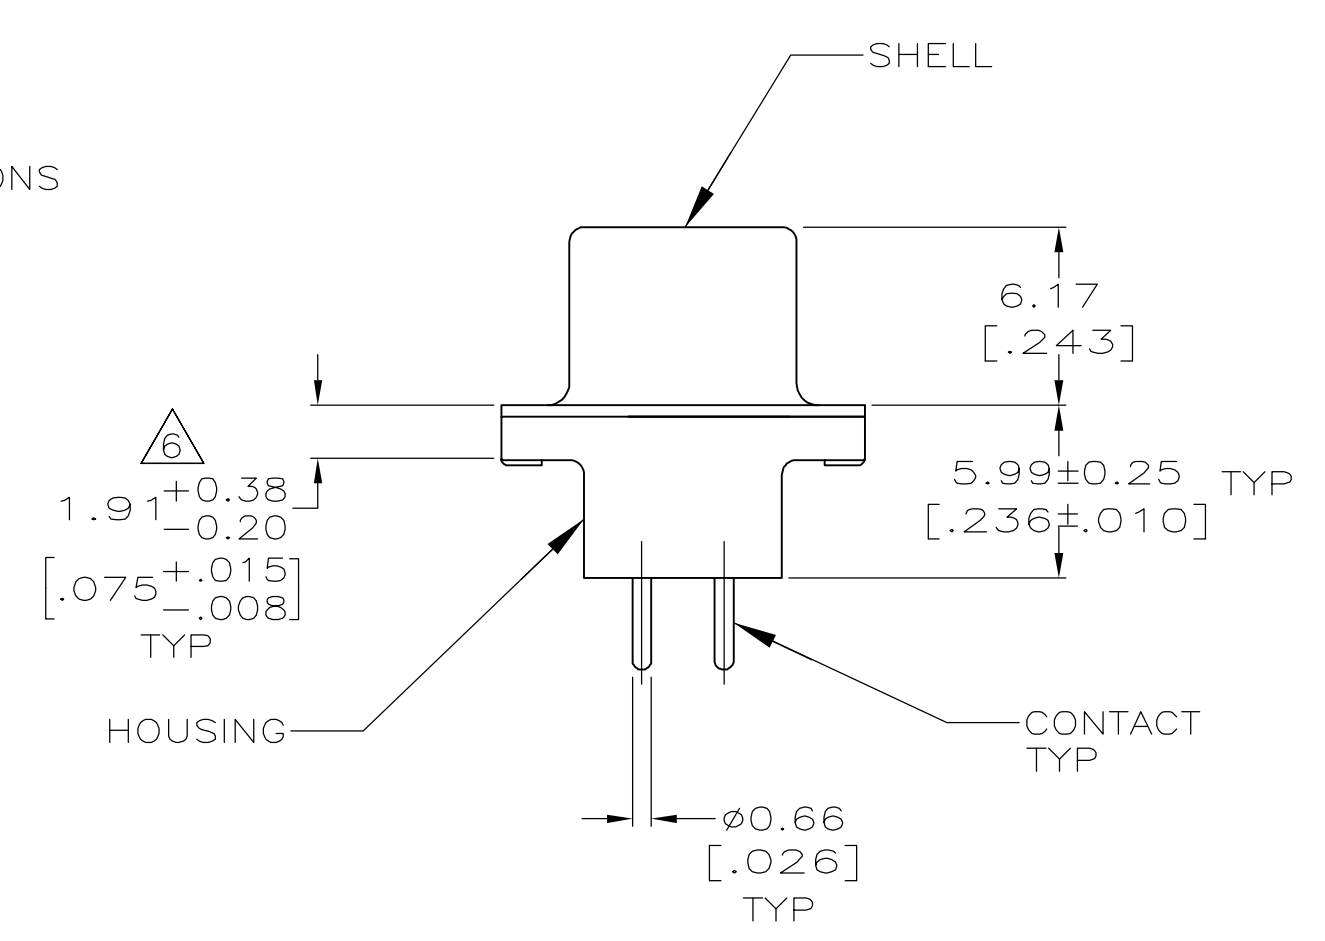 SHELL
ONS
6.17
[.243]
6
1.91 +0.38
-0.20
[.075 +.015
-.008]
TYP
5.99±0.25 TYP
[.236±.010]
HOUSING
CONTACT
TYP
ø0.66
[.026]
TYP